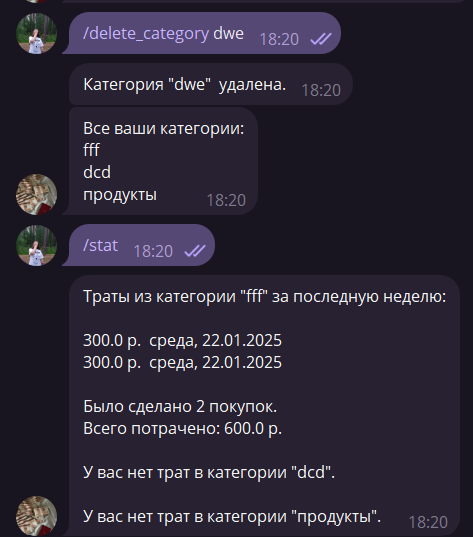 /delete_category dwe 18:20
Категория "dwe" удалена. 18:20
Все ваши категории:
fff
dcd
продукты 18:20
/stat 18:20
Траты из категории "fff" за последную неделю:
300.0 р. среда, 22.01.2025
300.0 р. среда, 22.01.2025
Было сделано 2 покупок.
Всего потрачено: 600.0 р.
У вас нет трат в категории "dcd".
У вас нет трат в категории "продукты". 18:20